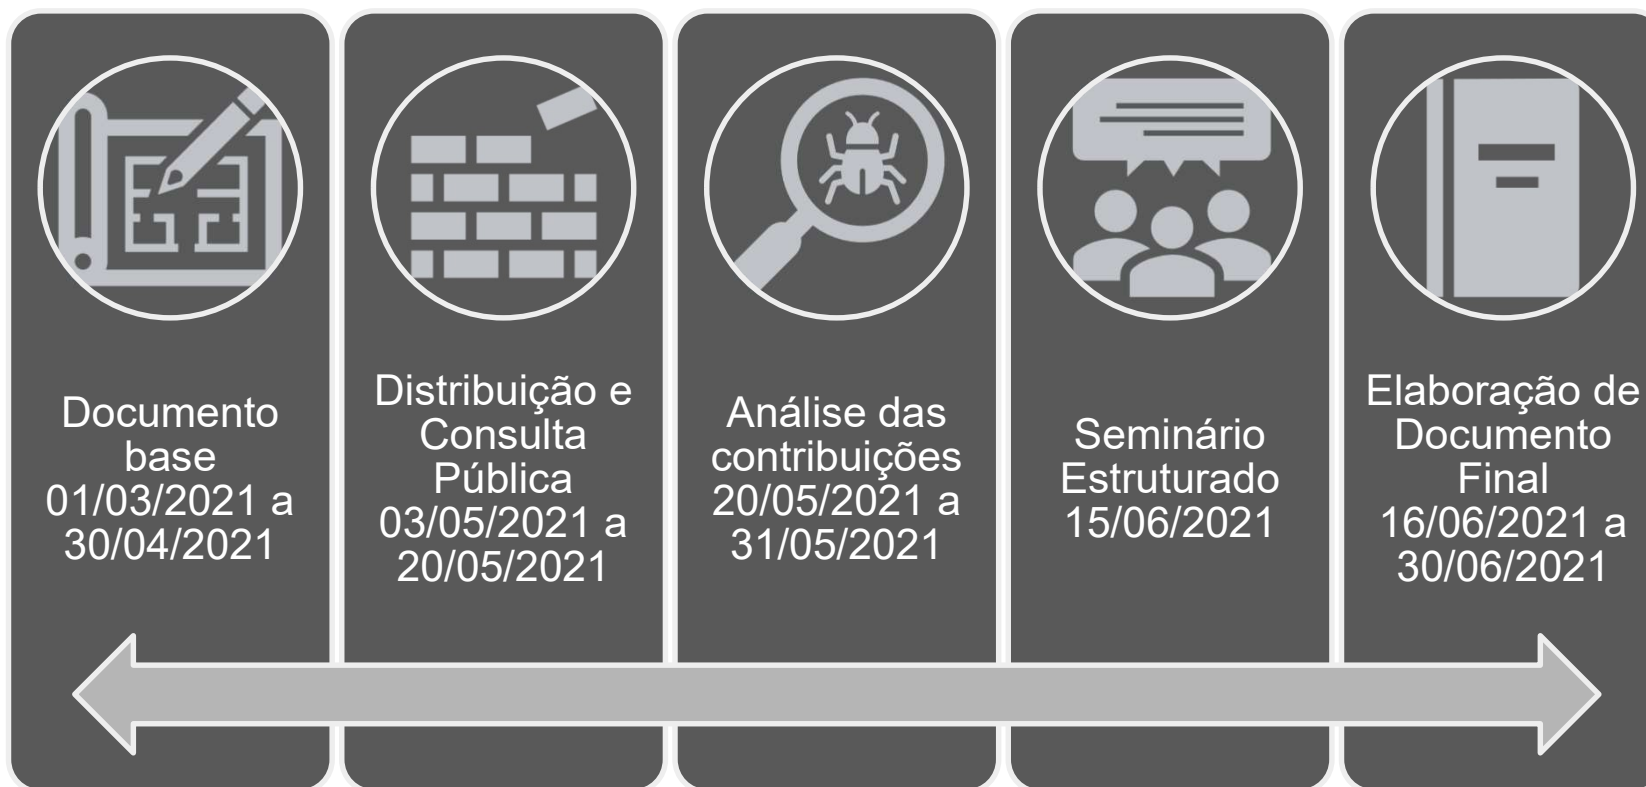 Documento
base
01/03/2021 a
30/04/2021
Distribuição e
Consulta
Pública
03/05/2021 a
20/05/2021
Análise das
contribuições
20/05/2021 a
31/05/2021
Seminário
Estruturado
15/06/2021
Elaboração de
Documento
Final
16/06/2021 a
30/06/2021